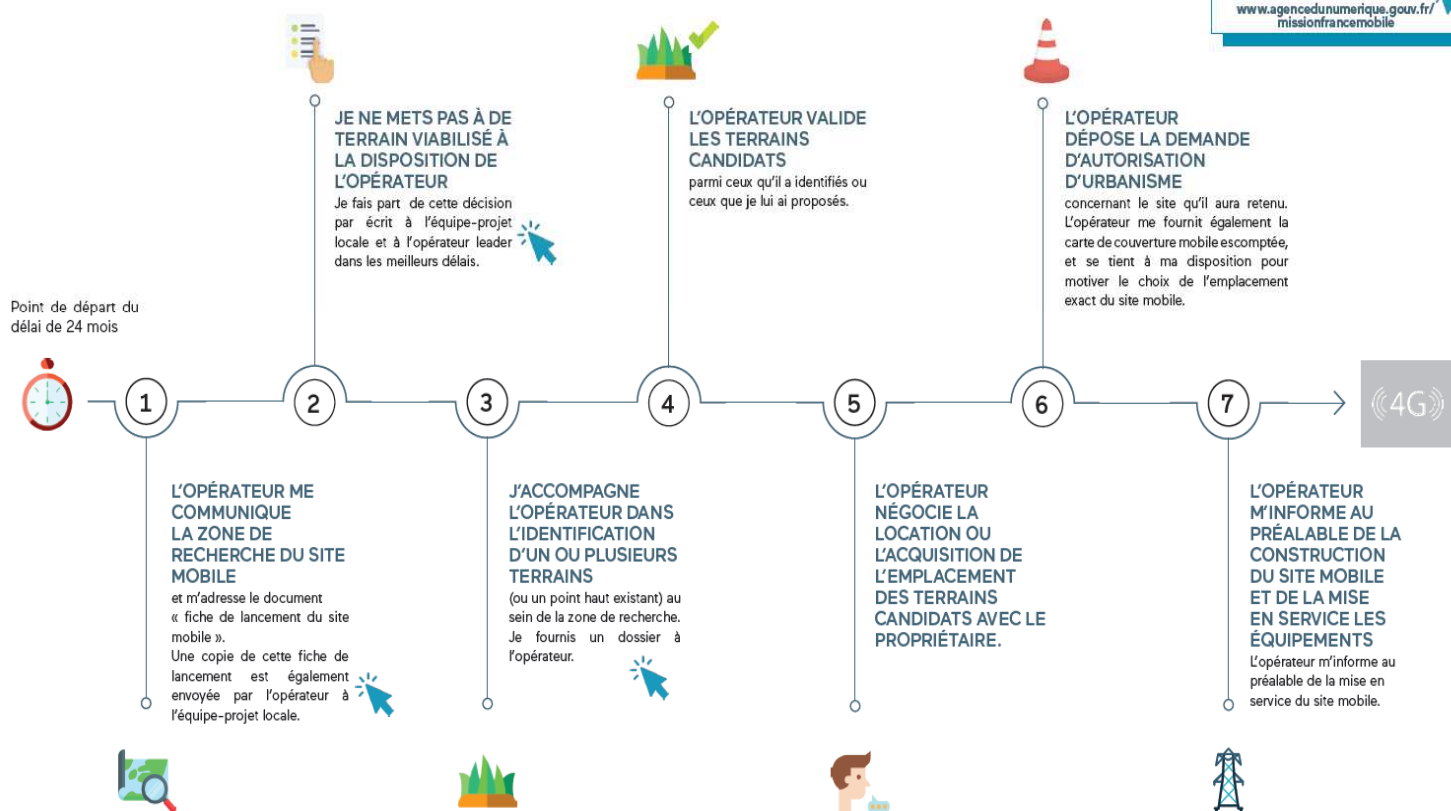 www.agencedunumerique.gouv.fr/
missionfrancemobile
JE NE METS PAS À DE
TERRAIN VIABILISÉ À
LA DISPOSITION DE
L'OPÉRATEUR
Je fais part de cette décision
par écrit à l'équipe-projet
locale et à l'opérateur leader
dans les meilleurs délais.
L'OPÉRATEUR VALIDE
LES TERRAINS
CANDIDATS
parmi ceux qu'il a identifiés ou
ceux que je lui ai proposés.
L'OPÉRATEUR
DÉPOSE LA DEMANDE
D'AUTORISATION
D'URBANISME
concernant le site qu'il aura retenu.
L'opérateur me fournit également la
carte de couverture mobile escomptée,
et se tient à ma disposition pour
motiver le choix de l'emplacement
exact du site mobile.
Point de départ du
délai de 24 mois
1
2
3
4
5
6
7
4G
L'OPÉRATEUR ME
COMMUNIQUE
LA ZONE DE
RECHERCHE DU SITE
MOBILE
et m'adresse le document
« fiche de lancement du site
mobile ».
Une copie de cette fiche de
lancement est également
envoyée par l'opérateur à
l'équipe-projet locale.
J'ACCOMPAGNE
L'OPÉRATEUR DANS
L'IDENTIFICATION
D'UN OU PLUSIEURS
TERRAINS
(ou un point haut existant) au
sein de la zone de recherche.
Je fournis un dossier à
l'opérateur.
L'OPÉRATEUR
NÉGOCIE LA
LOCATION OU
L'ACQUISITION DE
L'EMPLACEMENT
DES TERRAINS
CANDIDATS AVEC LE
PROPRIÉTAIRE.
L'OPÉRATEUR
M'INFORME AU
PRÉALABLE DE LA
CONSTRUCTION
DU SITE MOBILE
ET DE LA MISE
EN SERVICE LES
ÉQUIPEMENTS
L'opérateur m'informe au
préalable de la mise en
service du site mobile.